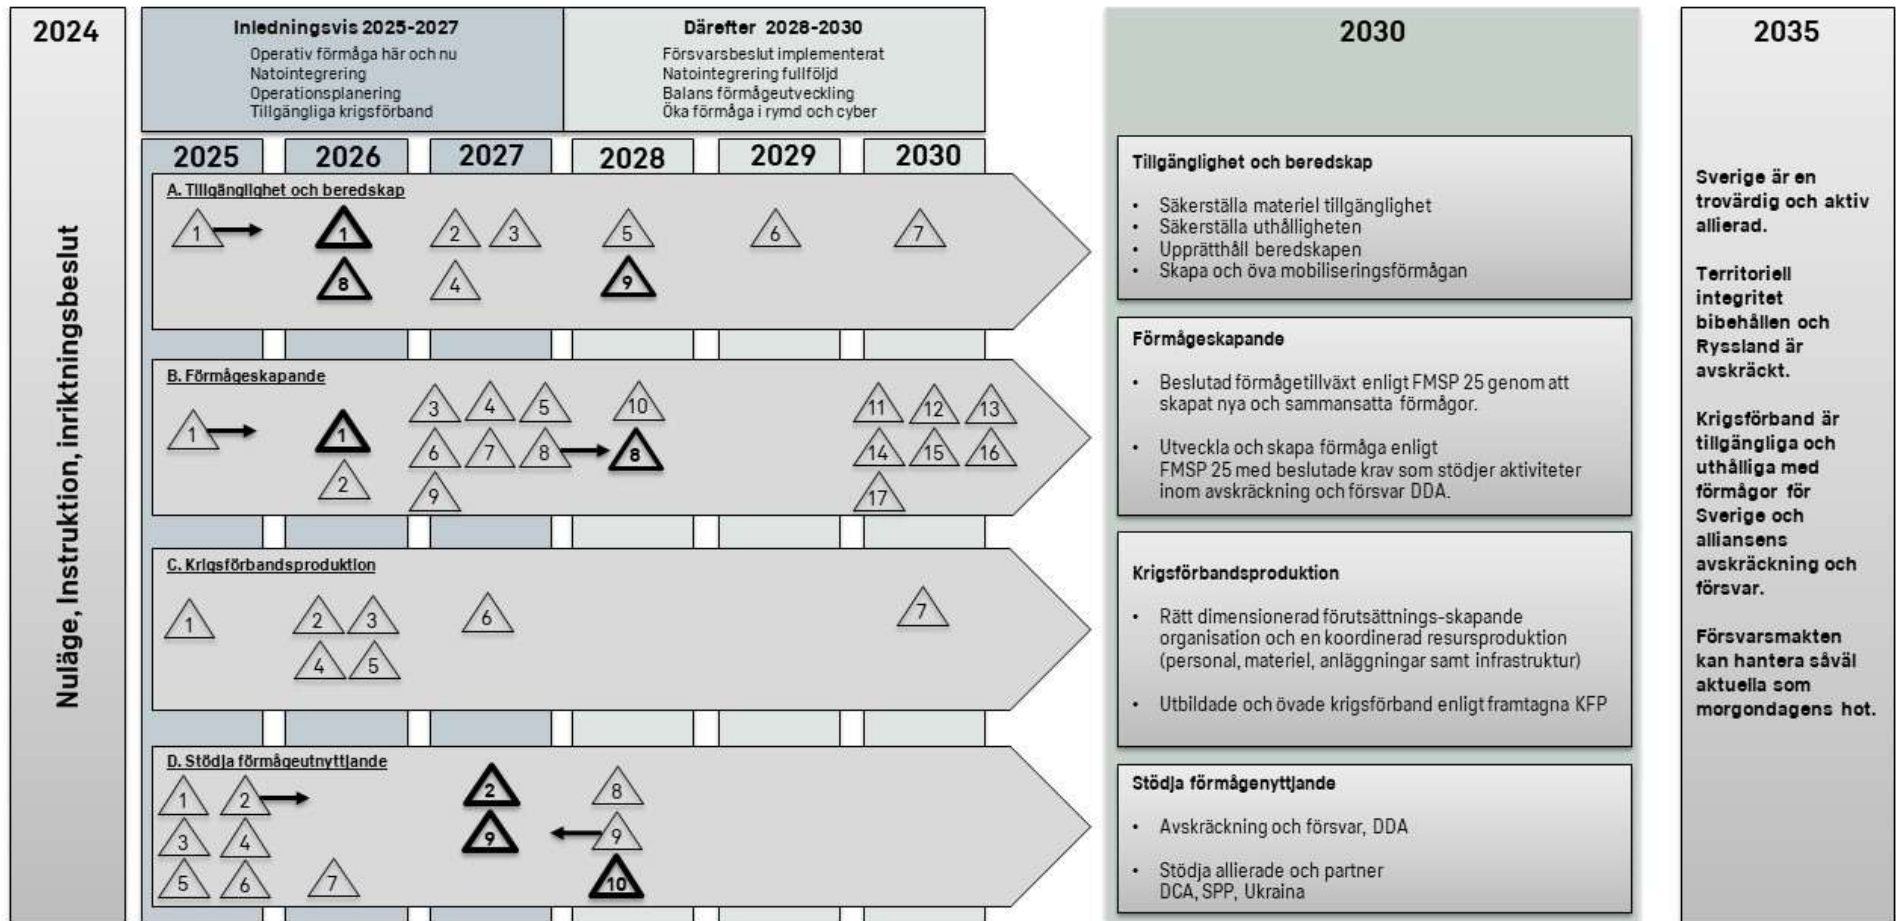 2024
Nuläge, Instruktion, inriktningsbeslut
Inledningsvis 2025-2027
Operativ förmåga här och nu
Natointegrering
Operationsplanering
Tillgängliga krigsförband
Därefter 2028-2030
Försvarsbeslut implementerat
Natointegrering fullföljd
Balans förmågeutveckling
Öka förmåga i rymd och cyber
2025 2026 2027 2028 2029 2030
A. Tillgänglighet och beredskap
1 1 2 3 5 6 7
8 4 9
B. Förmågeskapande
3 4 5 10 11 12 13
1 1 6 7 8 8 14 15 16
2 9 17
C. Krigsförbandsproduktion
1 2 3 6 7
4 5
D. Stödja förmågeutnyttjande
1 2 2 8
3 4 9 9
5 6 7 10
2030
Tillgänglighet och beredskap
• Säkerställa materiel tillgänglighet
• Säkerställa uthålligheten
• Upprätthåll beredskapen
• Skapa och öva mobiliseringsförmågan
Förmågeskapande
• Beslutad förmågetillväxt enligt FMSP 25 genom att
skapat nya och sammansatta förmågor.
• Utveckla och skapa förmåga enligt
FMSP 25 med beslutade krav som stödjer aktiviteter
inom avskräckning och försvar DDA.
Krigsförbandsproduktion
• Rätt dimensionerad förutsättnings-skapande
organisation och en koordinerad resursproduktion
(personal, materiel, anläggningar samt infrastruktur)
• Utbildade och övade krigsförband enligt framtagna KFP
Stödja förmågenyttjande
• Avskräckning och försvar, DDA
• Stödja allierade och partner
DCA, SPP, Ukraina
2035
Sverige är en
trovärdig och aktiv
allierad.
Territoriell
integritet
bibehållen och
Ryssland är
avskräckt.
Krigsförband är
tillgängliga och
uthålliga med
förmågor för
Sverige och
alliansens
avskräckning och
försvar.
Försvarsmakten
kan hantera såväl
aktuella som
morgondagens hot.